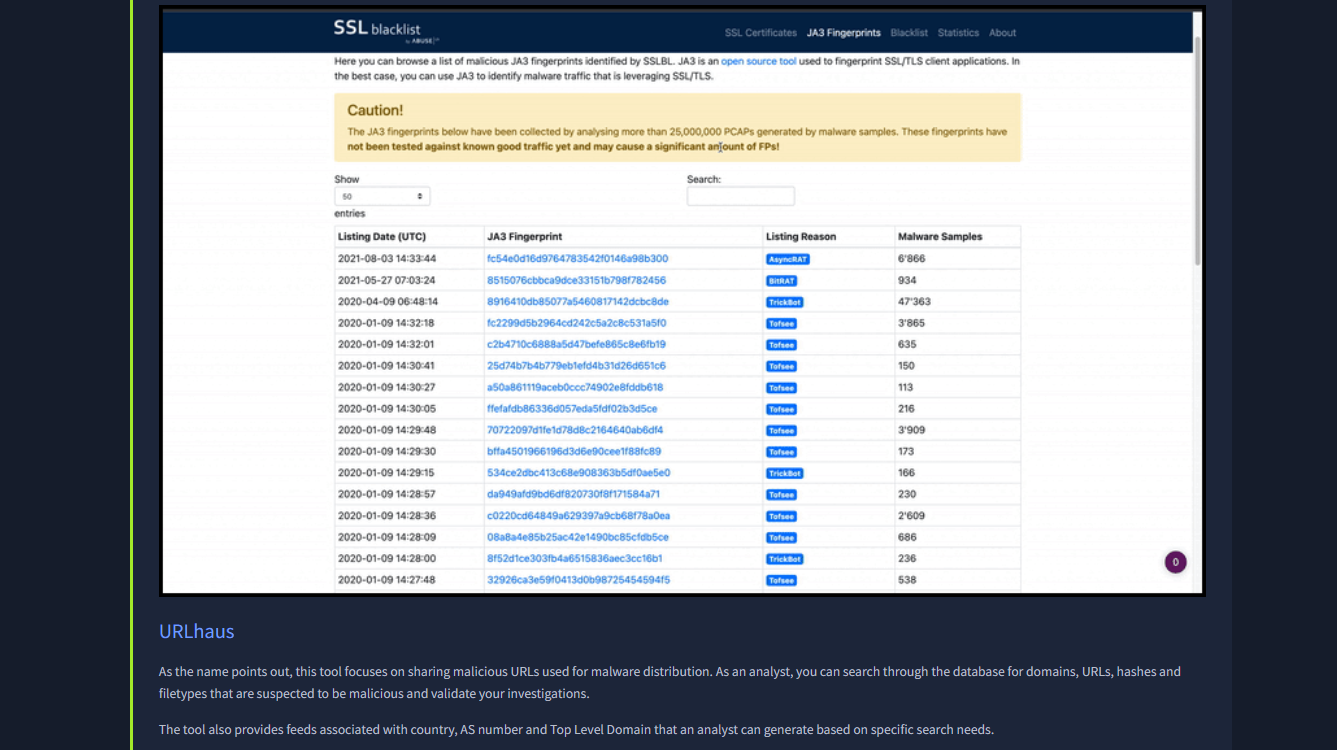 SSL blacklist
by ABUSE
SSL Certificates JA3 Fingerprints Blacklist Statistics About
Here you can browse a list of malicious JA3 fingerprints identified by SSLBL. JA3 is an open source tool used to fingerprint SSL/TLS client applications. In
the best case, you can use JA3 to identify malware traffic that is leveraging SSL/TLS.
Caution!
The JA3 fingerprints below have been collected by analysing more than 25,000,000 PCAPs generated by malware samples. These fingerprints have
not been tested against known good traffic yet and may cause a significant amount of FPs!
Show Search:
50
entries
Listing Date (UTC) JA3 Fingerprint Listing Reason Malware Samples
2021-08-03 14:33:44 fc54e0d16d9764783542f0146a98b300 AsyncRAT 6'866
2021-05-27 07:03:24 8515076cbbca9dce33151b798f782456 BitRAT 934
2020-04-09 06:48:14 8916410db85077a5460817142dcbc8de TrickBot 47'363
2020-01-09 14:32:18 fc2299d5b2964cd242c5a2c8c531a5f0 Tofsee 3'865
2020-01-09 14:32:01 c2b4710c6888a5d47befe865c8e6fb19 Tofsee 635
2020-01-09 14:30:41 25d74b7b4b779eb1efd4b31d26d651c6 Tofsee 150
2020-01-09 14:30:27 a50a861119aceb0ccc74902e8fddb618 Tofsee 113
2020-01-09 14:30:05 ffefafdb86336d057eda5fdf02b3d5ce Tofsee 216
2020-01-09 14:29:48 70722097d1fe1d78d8c2164640ab6df4 Tofsee 3'909
2020-01-09 14:29:30 bffa4501966196d3d6e90cee1f88fc89 Tofsee 173
2020-01-09 14:29:15 534ce2dbc413c68e908363b5df0ae5e0 TrickBot 166
2020-01-09 14:28:57 da949afd9bd6df820730f8f171584a71 Tofsee 230
2020-01-09 14:28:36 c0220cd64849a629397a9cb68f78a0ea Tofsee 2'609
2020-01-09 14:28:09 08a8a4e85b25ac42e1490bc85cfdb5ce Tofsee 686
2020-01-09 14:28:00 8f52d1ce303fb4a6515836aec3cc16b1 TrickBot 236
2020-01-09 14:27:48 32926ca3e59f0413d0b98725454594f5 Tofsee 538
0
URLhaus
As the name points out, this tool focuses on sharing malicious URLs used for malware distribution. As an analyst, you can search through the database for domains, URLs, hashes and
filetypes that are suspected to be malicious and validate your investigations.
The tool also provides feeds associated with country, AS number and Top Level Domain that an analyst can generate based on specific search needs.